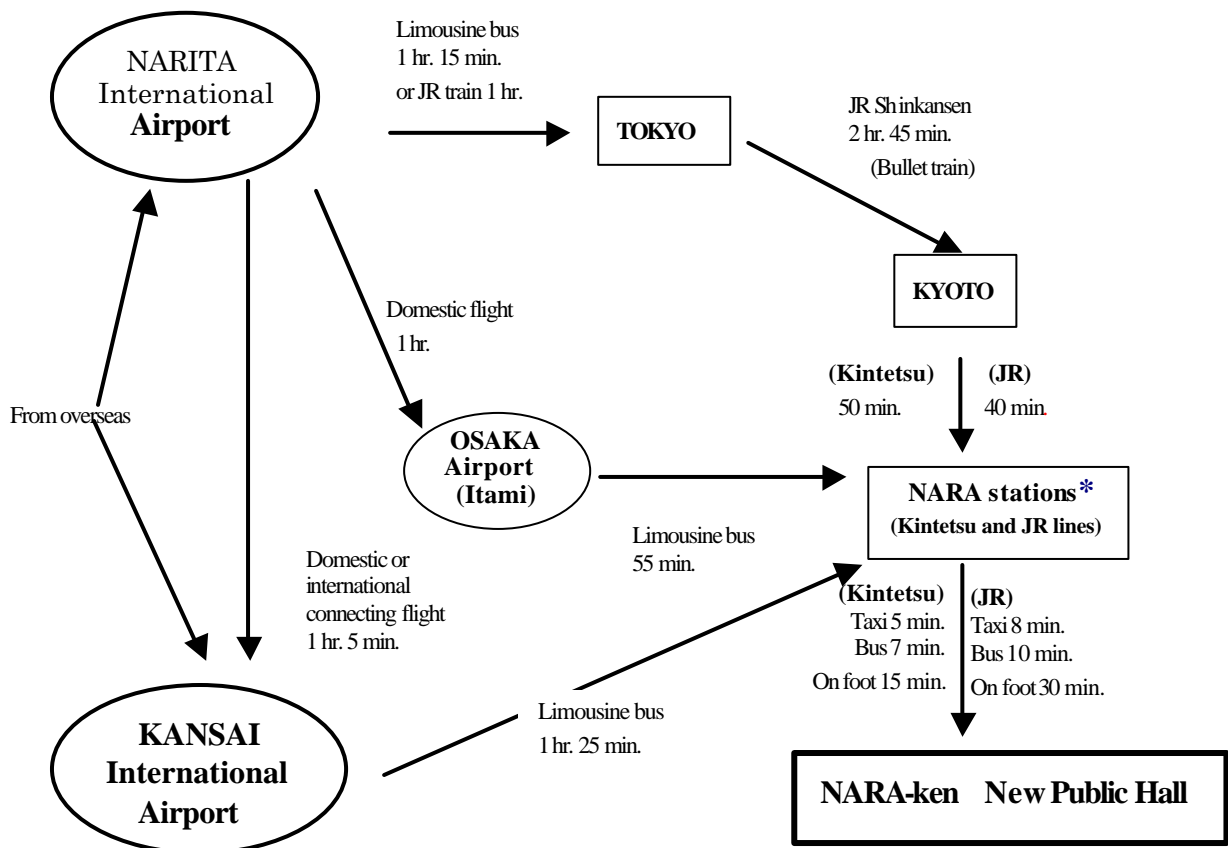 NARITA
International
Airport
Limousine bus
1 hr. 15 min.
or JR train 1 hr.
TOKYO
JR Shinkansen
2 hr. 45 min.
(Bullet train)
KYOTO
Domestic flight
1 hr.
(Kintetsu)
50 min.
(JR)
40 min.
From overseas
OSAKA
Airport
(Itami)
NARA stations*
(Kintetsu and JR lines)
Limousine bus
55 min.
Domestic or
international
connecting flight
1 hr. 5 min.
(Kintetsu)
Taxi 5 min.
Bus 7 min.
On foot 15 min.
(JR)
Taxi 8 min.
Bus 10 min.
On foot 30 min.
KANSAI
International
Airport
Limousine bus
1 hr. 25 min.
NARA-ken New Public Hall